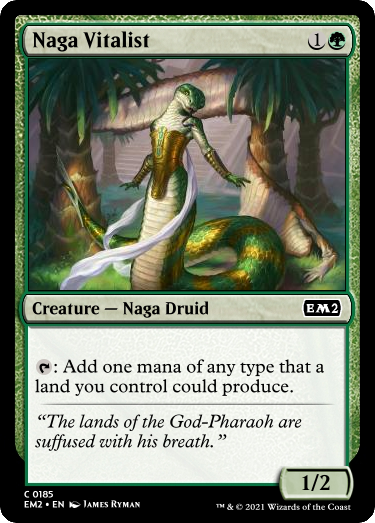 Naga Vitalist 1
Creature — Naga Druid EM2
: Add one mana of any type that a
land you control could produce.
“The lands of the God-Pharaoh are
suffused with his breath.”
1/2
C 0185
EM2 • EN James Ryman ™ & © 2021 Wizards of the Coast